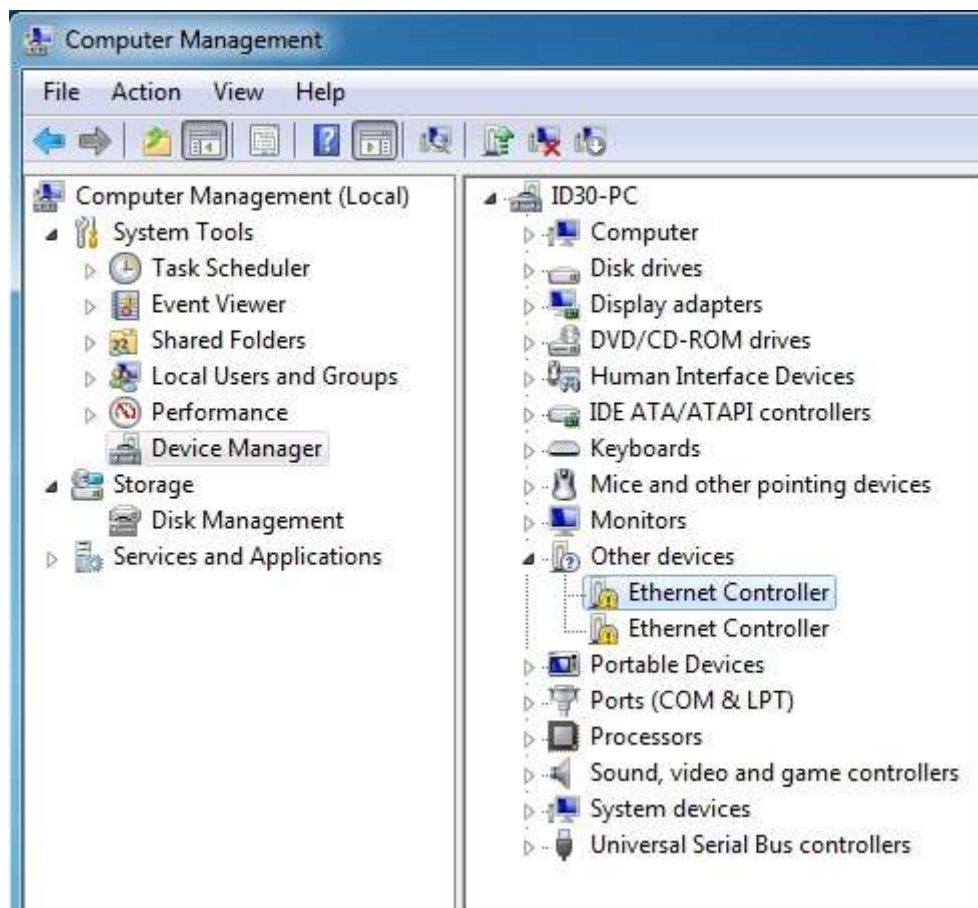 Computer Management
File Action View Help
Computer Management (Local)
System Tools
Task Scheduler
Event Viewer
Shared Folders
Local Users and Groups
Performance
Device Manager
Storage
Disk Management
Services and Applications
ID30-PC
Computer
Disk drives
Display adapters
DVD/CD-ROM drives
Human Interface Devices
IDE ATA/ATAPI controllers
Keyboards
Mice and other pointing devices
Monitors
Other devices
Ethernet Controller
Ethernet Controller
Portable Devices
Ports (COM & LPT)
Processors
Sound, video and game controllers
System devices
Universal Serial Bus controllers